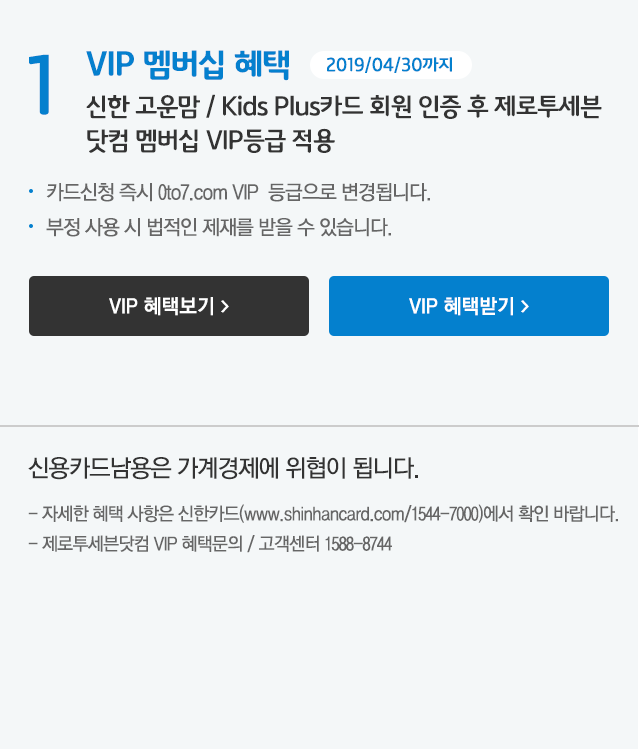 1
VIP 멤버십 혜택 2019/04/30까지
신한 고운맘 / Kids Plus카드 회원 인증 후 제로투세븐
닷컴 멤버십 VIP등급 적용
• 카드신청 즉시 0to7.com VIP 등급으로 변경됩니다.
• 부정 사용 시 법적인 제재를 받을 수 있습니다.
VIP 혜택보기 > VIP 혜택받기 >
신용카드남용은 가계경제에 위협이 됩니다.
- 자세한 혜택 사항은 신한카드(www.shinhancard.com/1544-7000)에서 확인 바랍니다.
- 제로투세븐닷컴 VIP 혜택문의 / 고객센터 1588-8744